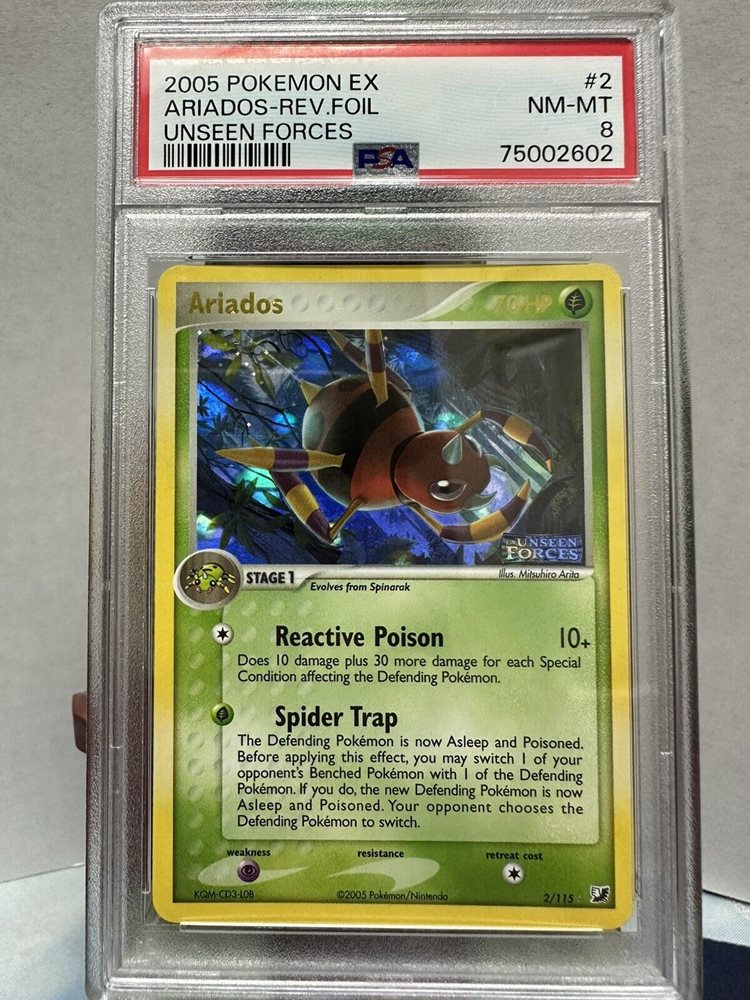 2005 POKEMON EX #2
ARIADOS-REV.FOIL NM-MT
UNSEEN FORCES 8
PSA 75002602
Ariados 70 HP
EX UNSEEN
FORCES
STAGE 1
Evolves from Spinarak
Illus. Mitsuhiro Arita
Reactive Poison 10+
Does 10 damage plus 30 more damage for each Special
Condition affecting the Defending Pokémon.
Spider Trap
The Defending Pokémon is now Asleep and Poisoned.
Before applying this effect, you may switch 1 of your
opponent's Benched Pokémon with 1 of the Defending
Pokémon. If you do, the new Defending Pokémon is now
Asleep and Poisoned. Your opponent chooses the
Defending Pokémon to switch.
weakness resistance retreat cost
KQM-CD3-L0B ©2005 Pokémon/Nintendo 2/115